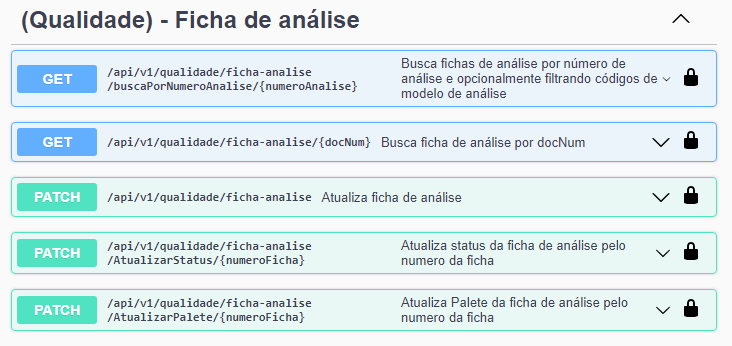 (Qualidade) - Ficha de análise
GET
/api/v1/qualidade/ficha-analise
/buscaPorNumeroAnalise/{numeroAnalise}
Busca fichas de análise por número de
análise e opcionalmente filtrando códigos de
modelo de análise
GET
/api/v1/qualidade/ficha-analise/{docNum}
Busca ficha de análise por docNum
PATCH
/api/v1/qualidade/ficha-analise
Atualiza ficha de análise
PATCH
/api/v1/qualidade/ficha-analise
/AtualizarStatus/{numeroFicha}
Atualiza status da ficha de análise pelo
numero da ficha
PATCH
/api/v1/qualidade/ficha-analise
/AtualizarPalete/{numeroFicha}
Atualiza Palete da ficha de análise pelo
numero da ficha